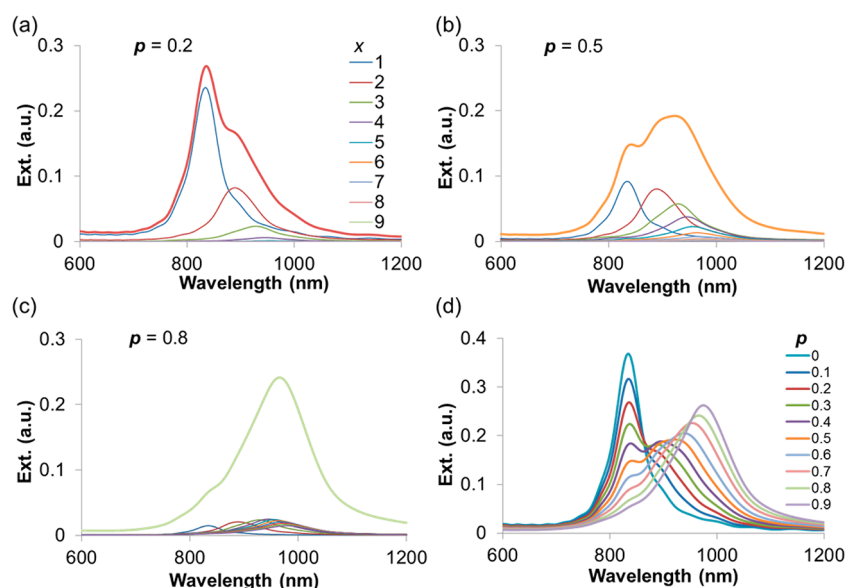 (a)
p = 0.2
x
1
2
3
4
5
6
7
8
9
0.3
0.2
0.1
0
Ext. (a.u.)
600 800 1000 1200
Wavelength (nm)
(b)
p = 0.5
0.3
0.2
0.1
0
Ext. (a.u.)
600 800 1000 1200
Wavelength (nm)
(c)
p = 0.8
0.3
0.2
0.1
0
Ext. (a.u.)
600 800 1000 1200
Wavelength (nm)
(d)
p
0
0.1
0.2
0.3
0.4
0.5
0.6
0.7
0.8
0.9
0.4
0.3
0.2
0.1
0
Ext. (a.u.)
600 800 1000 1200
Wavelength (nm)